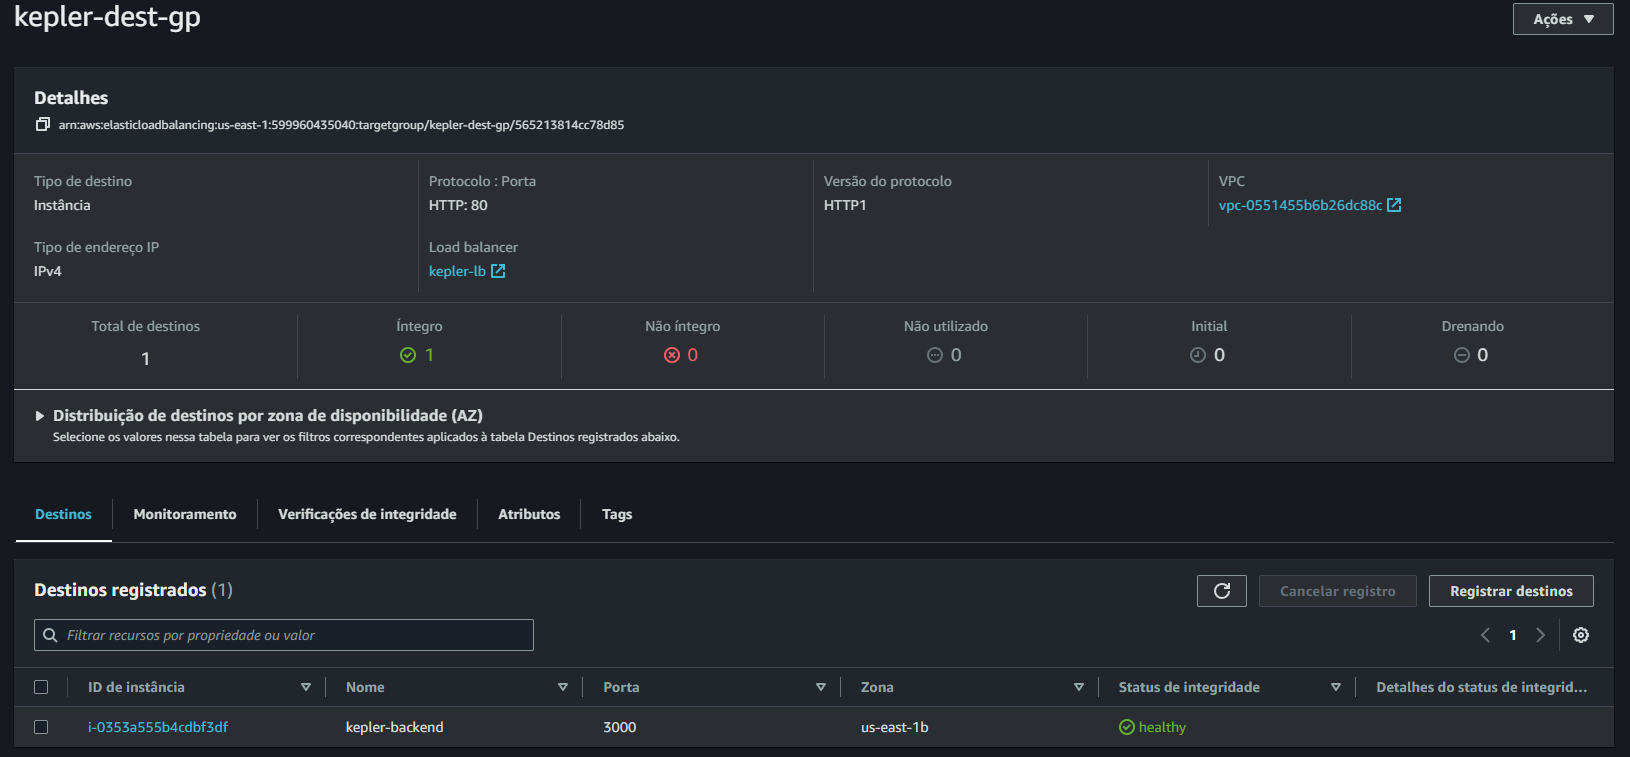 kepler-dest-gp
Ações
Detalhes
arn:aws:elasticloadbalancing:us-east-1:599960435040:targetgroup/kepler-dest-gp/565213814cc78d85
Tipo de destino
Instância
Protocolo : Porta
HTTP: 80
Versão do protocolo
HTTP1
VPC
vpc-0551455b6b26dc88c
Tipo de endereço IP
IPv4
Load balancer
kepler-lb
Total de destinos
1
Íntegro
1
Não íntegro
0
Não utilizado
0
Initial
0
Drenando
0
Distribuição de destinos por zona de disponibilidade (AZ)
Selecione os valores nessa tabela para ver os filtros correspondentes aplicados à tabela Destinos registrados abaixo.
Destinos Monitoramento Verificações de integridade Atributos Tags
Destinos registrados (1)
Cancelar registro
Registrar destinos
Filtrar recursos por propriedade ou valor
1
ID de instância Nome Porta Zona Status de integridade Detalhes do status de integrid...
i-0353a555b4cdbf3df kepler-backend 3000 us-east-1b healthy